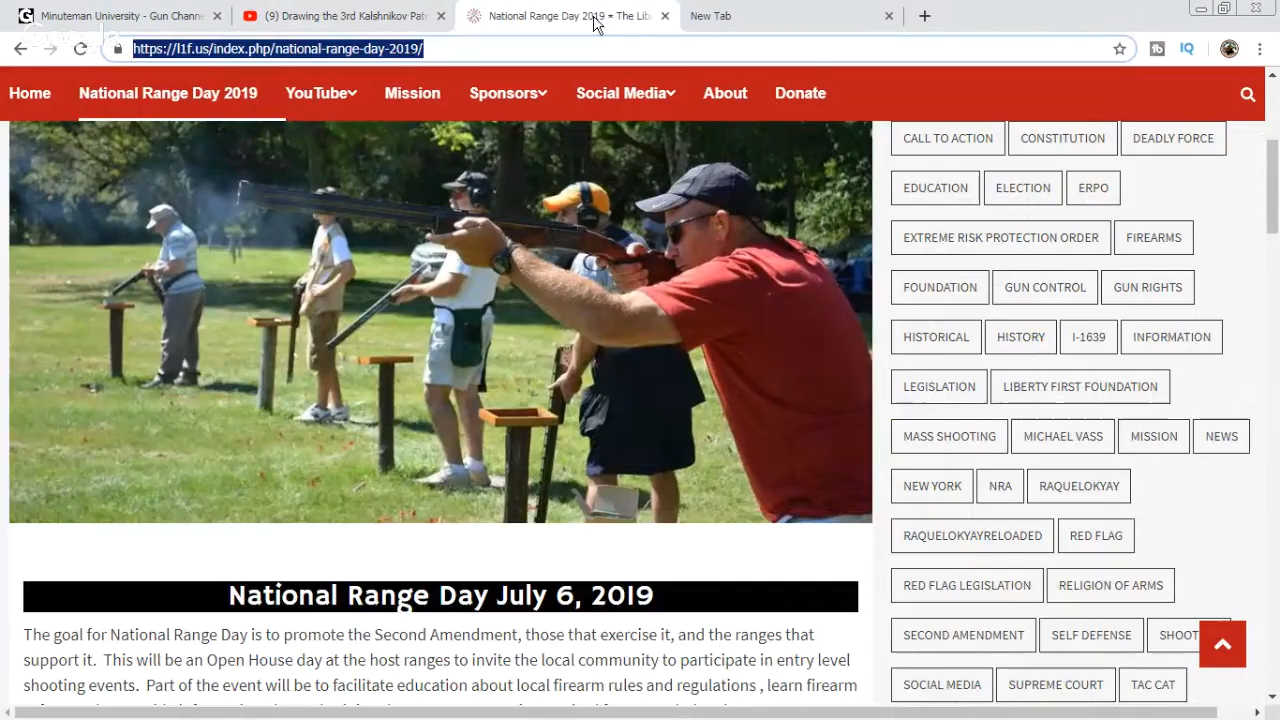 Minuteman University - Gun Chann
(9) Drawing the 3rd Kalshnikov Patr
National Range Day 2019 * The Libe
New Tab
https://l1f.us/index.php/national-range-day-2019/
Home
National Range Day 2019
YouTube
Mission
Sponsors
Social Media
About
Donate
CALL TO ACTION
CONSTITUTION
DEADLY FORCE
EDUCATION
ELECTION
ERPO
EXTREME RISK PROTECTION ORDER
FIREARMS
FOUNDATION
GUN CONTROL
GUN RIGHTS
HISTORICAL
HISTORY
I-1639
INFORMATION
LEGISLATION
LIBERTY FIRST FOUNDATION
MASS SHOOTING
MICHAEL VASS
MISSION
NEWS
NEW YORK
NRA
RAQUELOKYAY
RAQUELOKYAYRELOADED
RED FLAG
RED FLAG LEGISLATION
RELIGION OF ARMS
SECOND AMENDMENT
SELF DEFENSE
SHOOT
SOCIAL MEDIA
SUPREME COURT
TAC CAT
National Range Day July 6, 2019
The goal for National Range Day is to promote the Second Amendment, those that exercise it, and the ranges that
support it. This will be an Open House day at the host ranges to invite the local community to participate in entry level
shooting events. Part of the event will be to facilitate education about local firearm rules and regulations , learn firearm